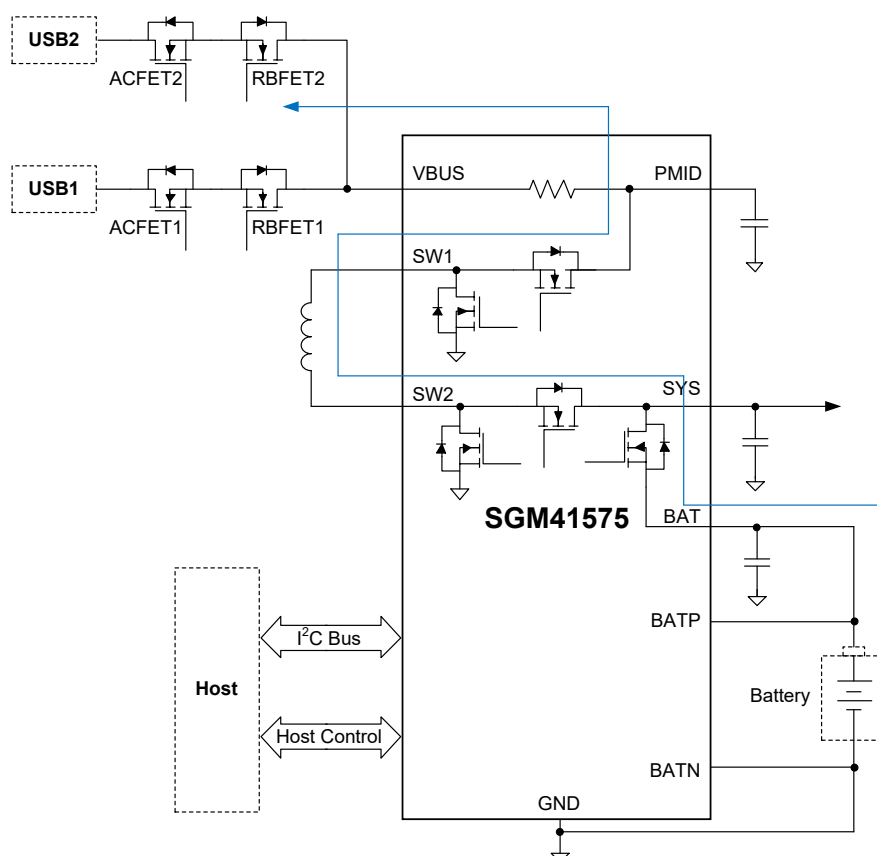 USB2
ACFET2
RBFET2
USB1
VBUS
PMID
ACFET1
RBFET1
SW1
SW2
SYS
SGM41575
BAT
I²C Bus
BATP
Host
Battery
Host Control
BATN
GND